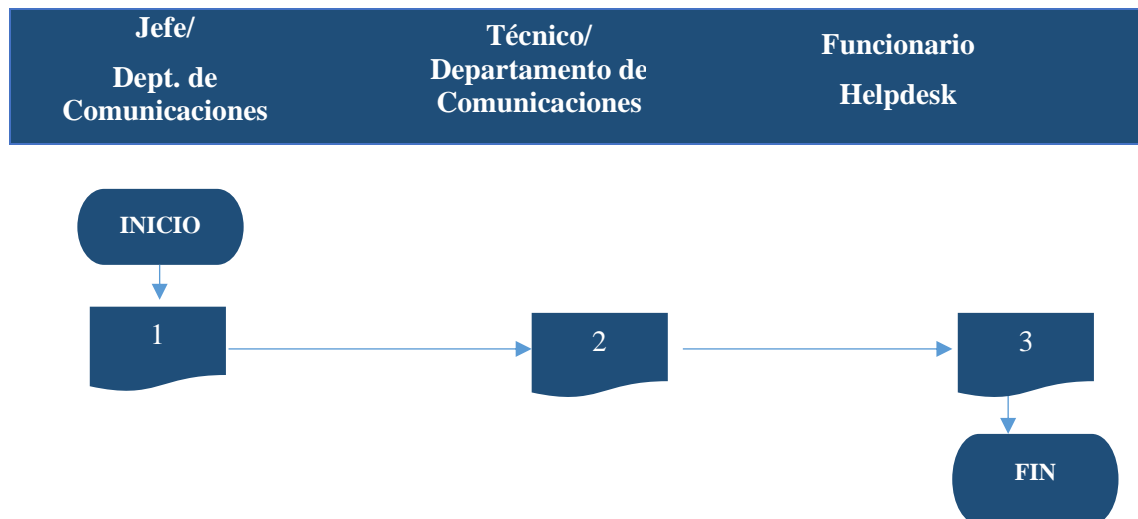 Jefe/
Dept. de
Comunicaciones
Técnico/
Departamento de
Comunicaciones
Funcionario
Helpdesk
INICIO
1
2
3
FIN